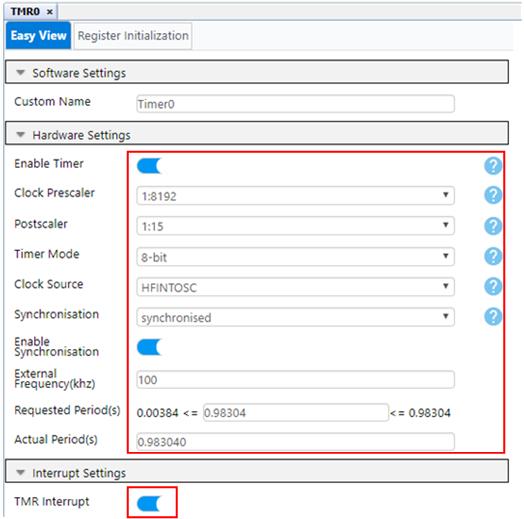 TMR0 ×
Easy View Register Initialization
Software Settings
Custom Name Timer0
Hardware Settings
Enable Timer ?
Clock Prescaler 1:8192 ?
Postscaler 1:15 ?
Timer Mode 8-bit ?
Clock Source HFINTOSC ?
Synchronisation synchronised ?
Enable
Synchronisation
External
Frequency(khz) 100
Requested Period(s) 0.00384 <= 0.98304 <= 0.98304
Actual Period(s) 0.983040
Interrupt Settings
TMR Interrupt